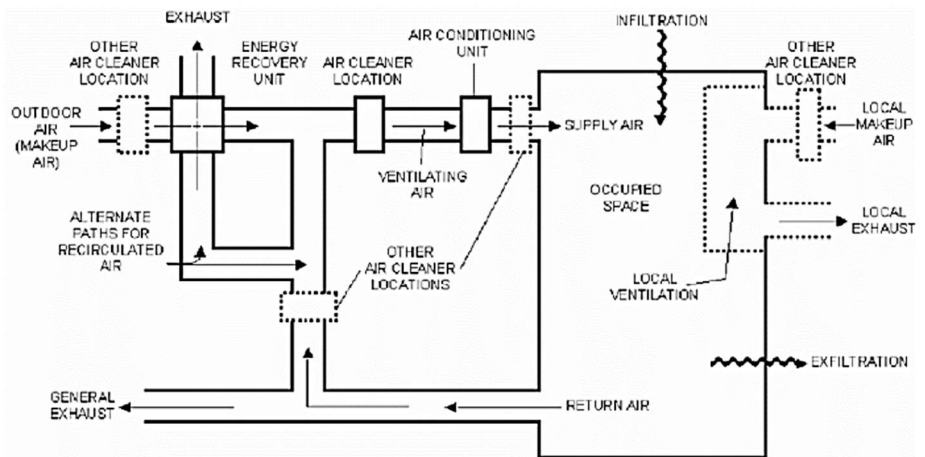 EXHAUST
OTHER
AIR CLEANER
LOCATION
ENERGY
RECOVERY
UNIT
AIR CLEANER
LOCATION
AIR CONDITIONING
UNIT
INFILTRATION
OTHER
AIR CLEANER
LOCATION
OUTDOOR
AIR
(MAKEUP
AIR)
SUPPLY AIR
LOCAL
MAKEUP
AIR
VENTILATING
AIR
OCCUPIED
SPACE
ALTERNATE
PATHS FOR
RECIRCULATED
AIR
OTHER
AIR CLEANER
LOCATIONS
LOCAL
EXHAUST
LOCAL
VENTILATION
EXFILTRATION
GENERAL
EXHAUST
RETURN AIR